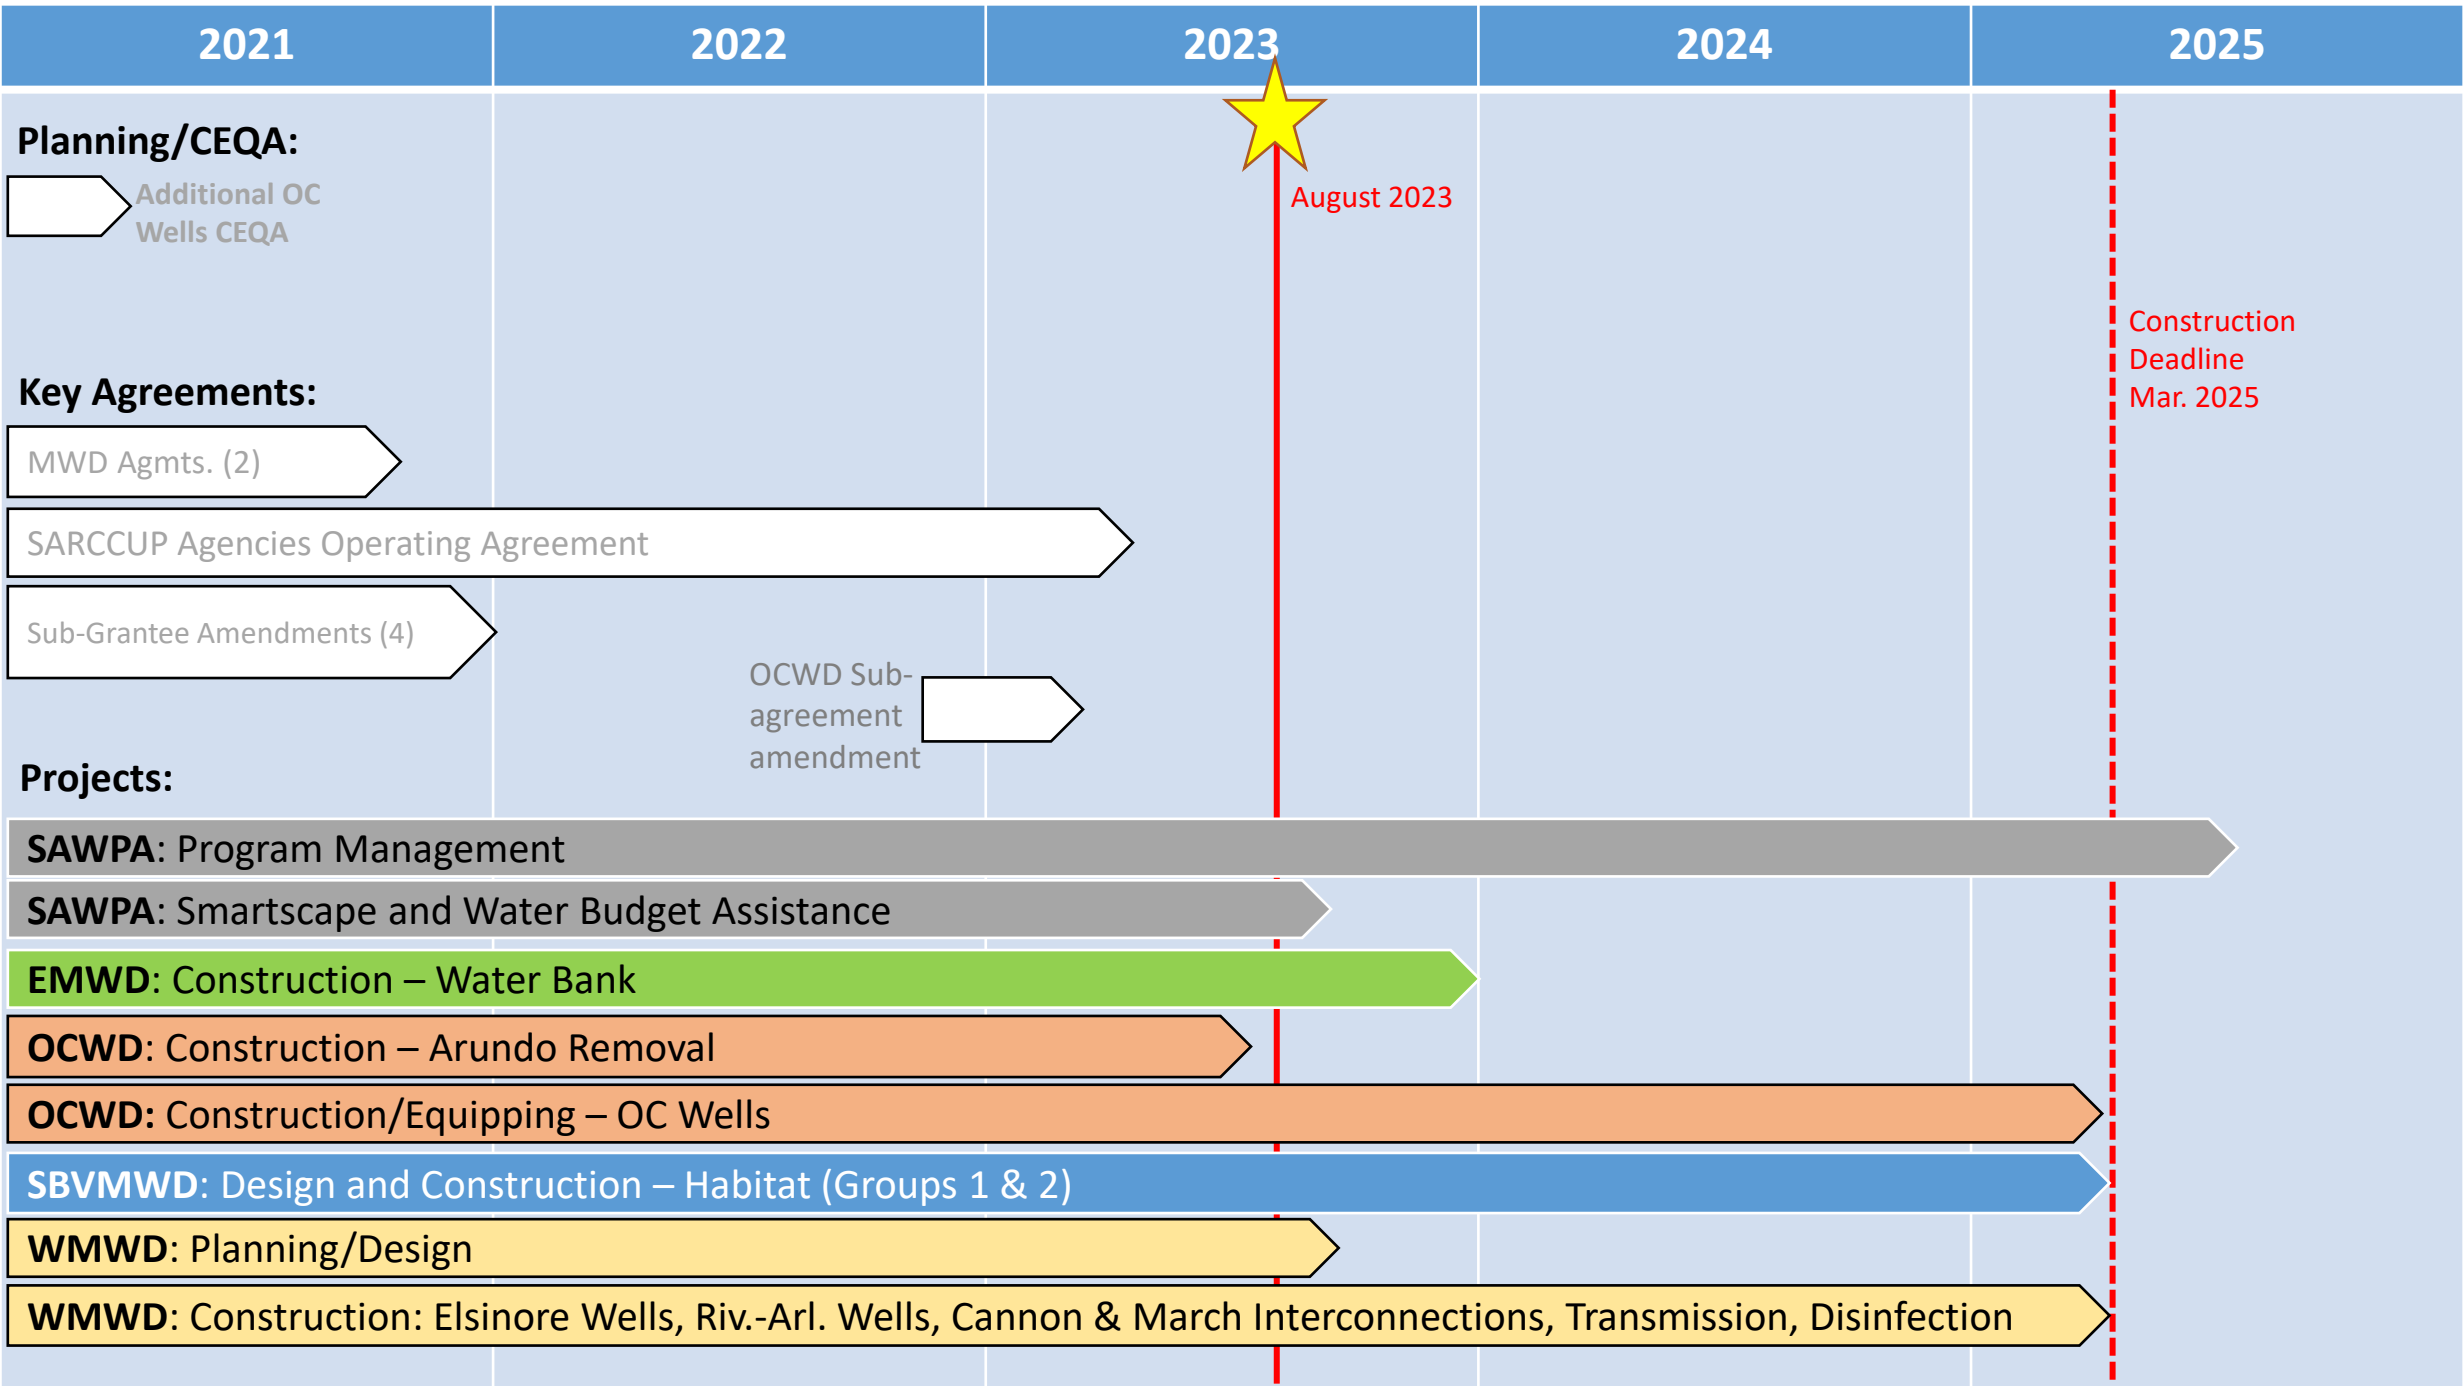 2021 2022 2023 2024 2025
Planning/CEQA:
Additional OC
Wells CEQA
August 2023
Construction
Deadline
Mar. 2025
Key Agreements:
MWD Agmts. (2)
SARCCUP Agencies Operating Agreement
Sub-Grantee Amendments (4)
OCWD Sub-
agreement
amendment
Projects:
SAWPA: Program Management
SAWPA: Smartscape and Water Budget Assistance
EMWD: Construction – Water Bank
OCWD: Construction – Arundo Removal
OCWD: Construction/Equipping – OC Wells
SBVMWD: Design and Construction – Habitat (Groups 1 & 2)
WMWD: Planning/Design
WMWD: Construction: Elsinore Wells, Riv.-Arl. Wells, Cannon & March Interconnections, Transmission, Disinfection